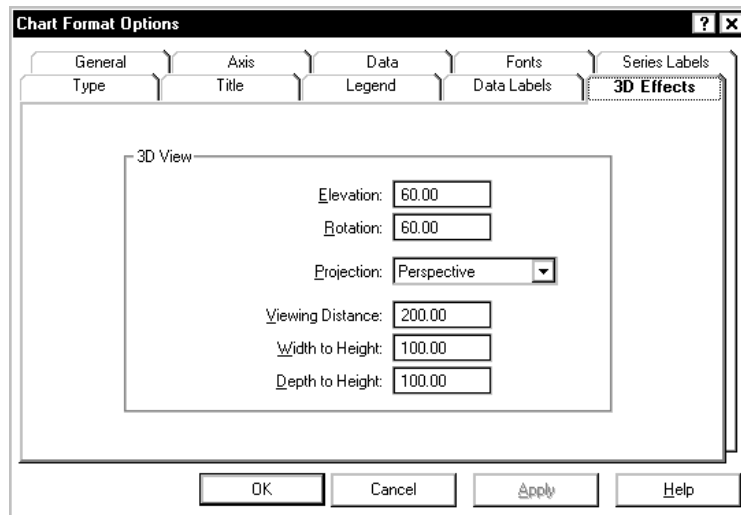 Chart Format Options ? X
General Axis Data Fonts Series Labels
Type Title Legend Data Labels 3D Effects
3D View
Elevation: 60.00
Rotation: 60.00
Projection: Perspective
Viewing Distance: 200.00
Width to Height: 100.00
Depth to Height: 100.00
OK Cancel Apply Help